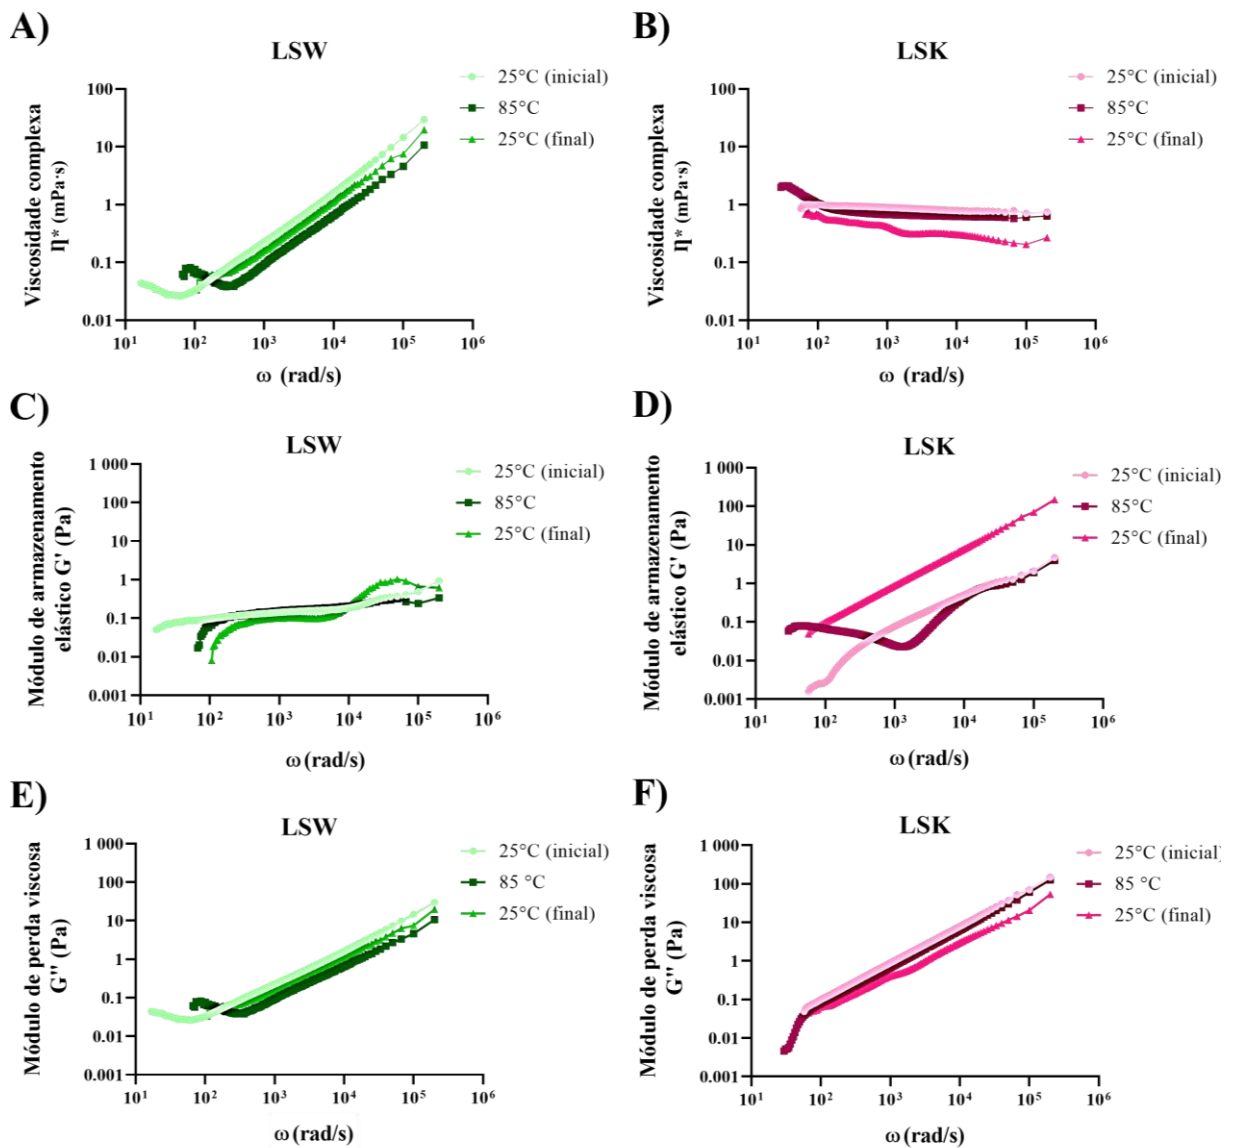 A)
LSW
25°C (inicial)
85°C
25°C (final)
Viscosidade complexa
η* (mPa·s)
100
10
1
0.1
0.01
10¹ 10² 10³ 10⁴ 10⁵ 10⁶
ω (rad/s)
B)
LSK
25°C (inicial)
85°C
25°C (final)
Viscosidade complexa
η* (mPa·s)
100
10
1
0.1
0.01
10¹ 10² 10³ 10⁴ 10⁵ 10⁶
ω (rad/s)
C)
LSW
25°C (inicial)
85°C
25°C (final)
Módulo de armazenamento
elástico G' (Pa)
1 000
100
10
1
0.1
0.01
0.001
10¹ 10² 10³ 10⁴ 10⁵ 10⁶
ω (rad/s)
D)
LSK
25°C (inicial)
85°C
25°C (final)
Módulo de armazenamento
elástico G' (Pa)
1 000
100
10
1
0.1
0.01
0.001
10¹ 10² 10³ 10⁴ 10⁵ 10⁶
ω (rad/s)
E)
LSW
25°C (inicial)
85 °C
25°C (final)
Módulo de perda viscosa
G'' (Pa)
1 000
100
10
1
0.1
0.01
0.001
10¹ 10² 10³ 10⁴ 10⁵ 10⁶
ω (rad/s)
F)
LSK
25°C (inicial)
85 °C
25°C (final)
Módulo de perda viscosa
G'' (Pa)
1 000
100
10
1
0.1
0.01
0.001
10¹ 10² 10³ 10⁴ 10⁵ 10⁶
ω (rad/s)